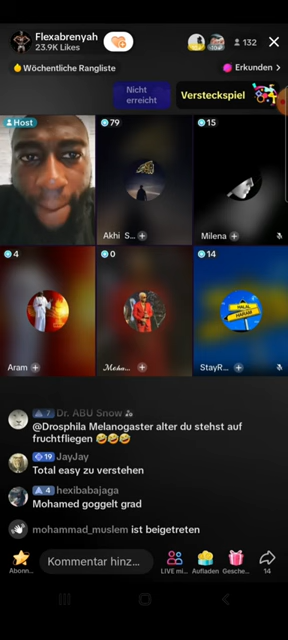 Flexabrenyah
23.9K Likes
132
Wöchentliche Rangliste
Erkunden >
Nicht erreicht
Versteckspiel
Host
79
15
Akhi S...
Milena
4
0
14
Aram
StayR...
HALAL
HARAM
7 Dr. ABU Snow
@Drosphila Melanogaster alter du stehst auf
fruchtfliegen 🤣🤣🤣
19 JayJay
Total easy zu verstehen
4 hexibabajaga
Mohamed goggelt grad
mohammad_muslem ist beigetreten
Kommentar hinz...
Abonn..
LIVE mi...
Aufladen
Gesche...
14